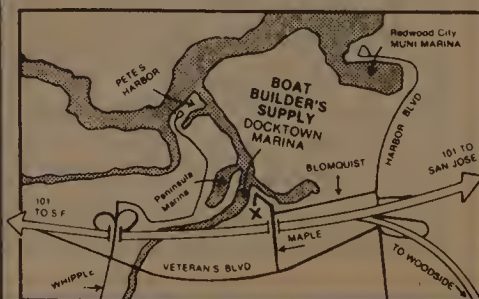 Redwood City
MUNI MARINA
PETE'S
HARBOR
BOAT
BUILDER'S
SUPPLY
DOCKTOWN
MARINA
HARBOR BLVD
BLOMQUIST
101 TO
SAN JOSE
Peninsula
Marina
101
TO S.F.
X
MAPLE
VETERAN'S BLVD
WHIPPLE
TO WOODSIDE